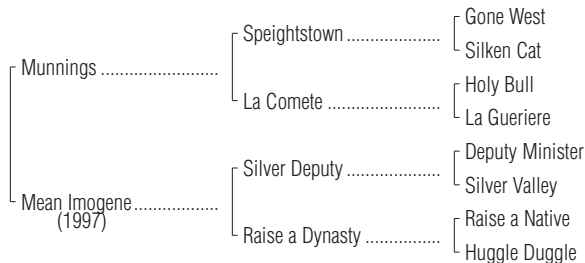 Gone West
Speightstown
Silken Cat
Munnings
Holy Bull
La Comete
La Gueriere
Deputy Minister
Silver Deputy
Silver Valley
Mean Imogene
(1997)
Raise a Native
Raise a Dynasty
Huggle Duggle